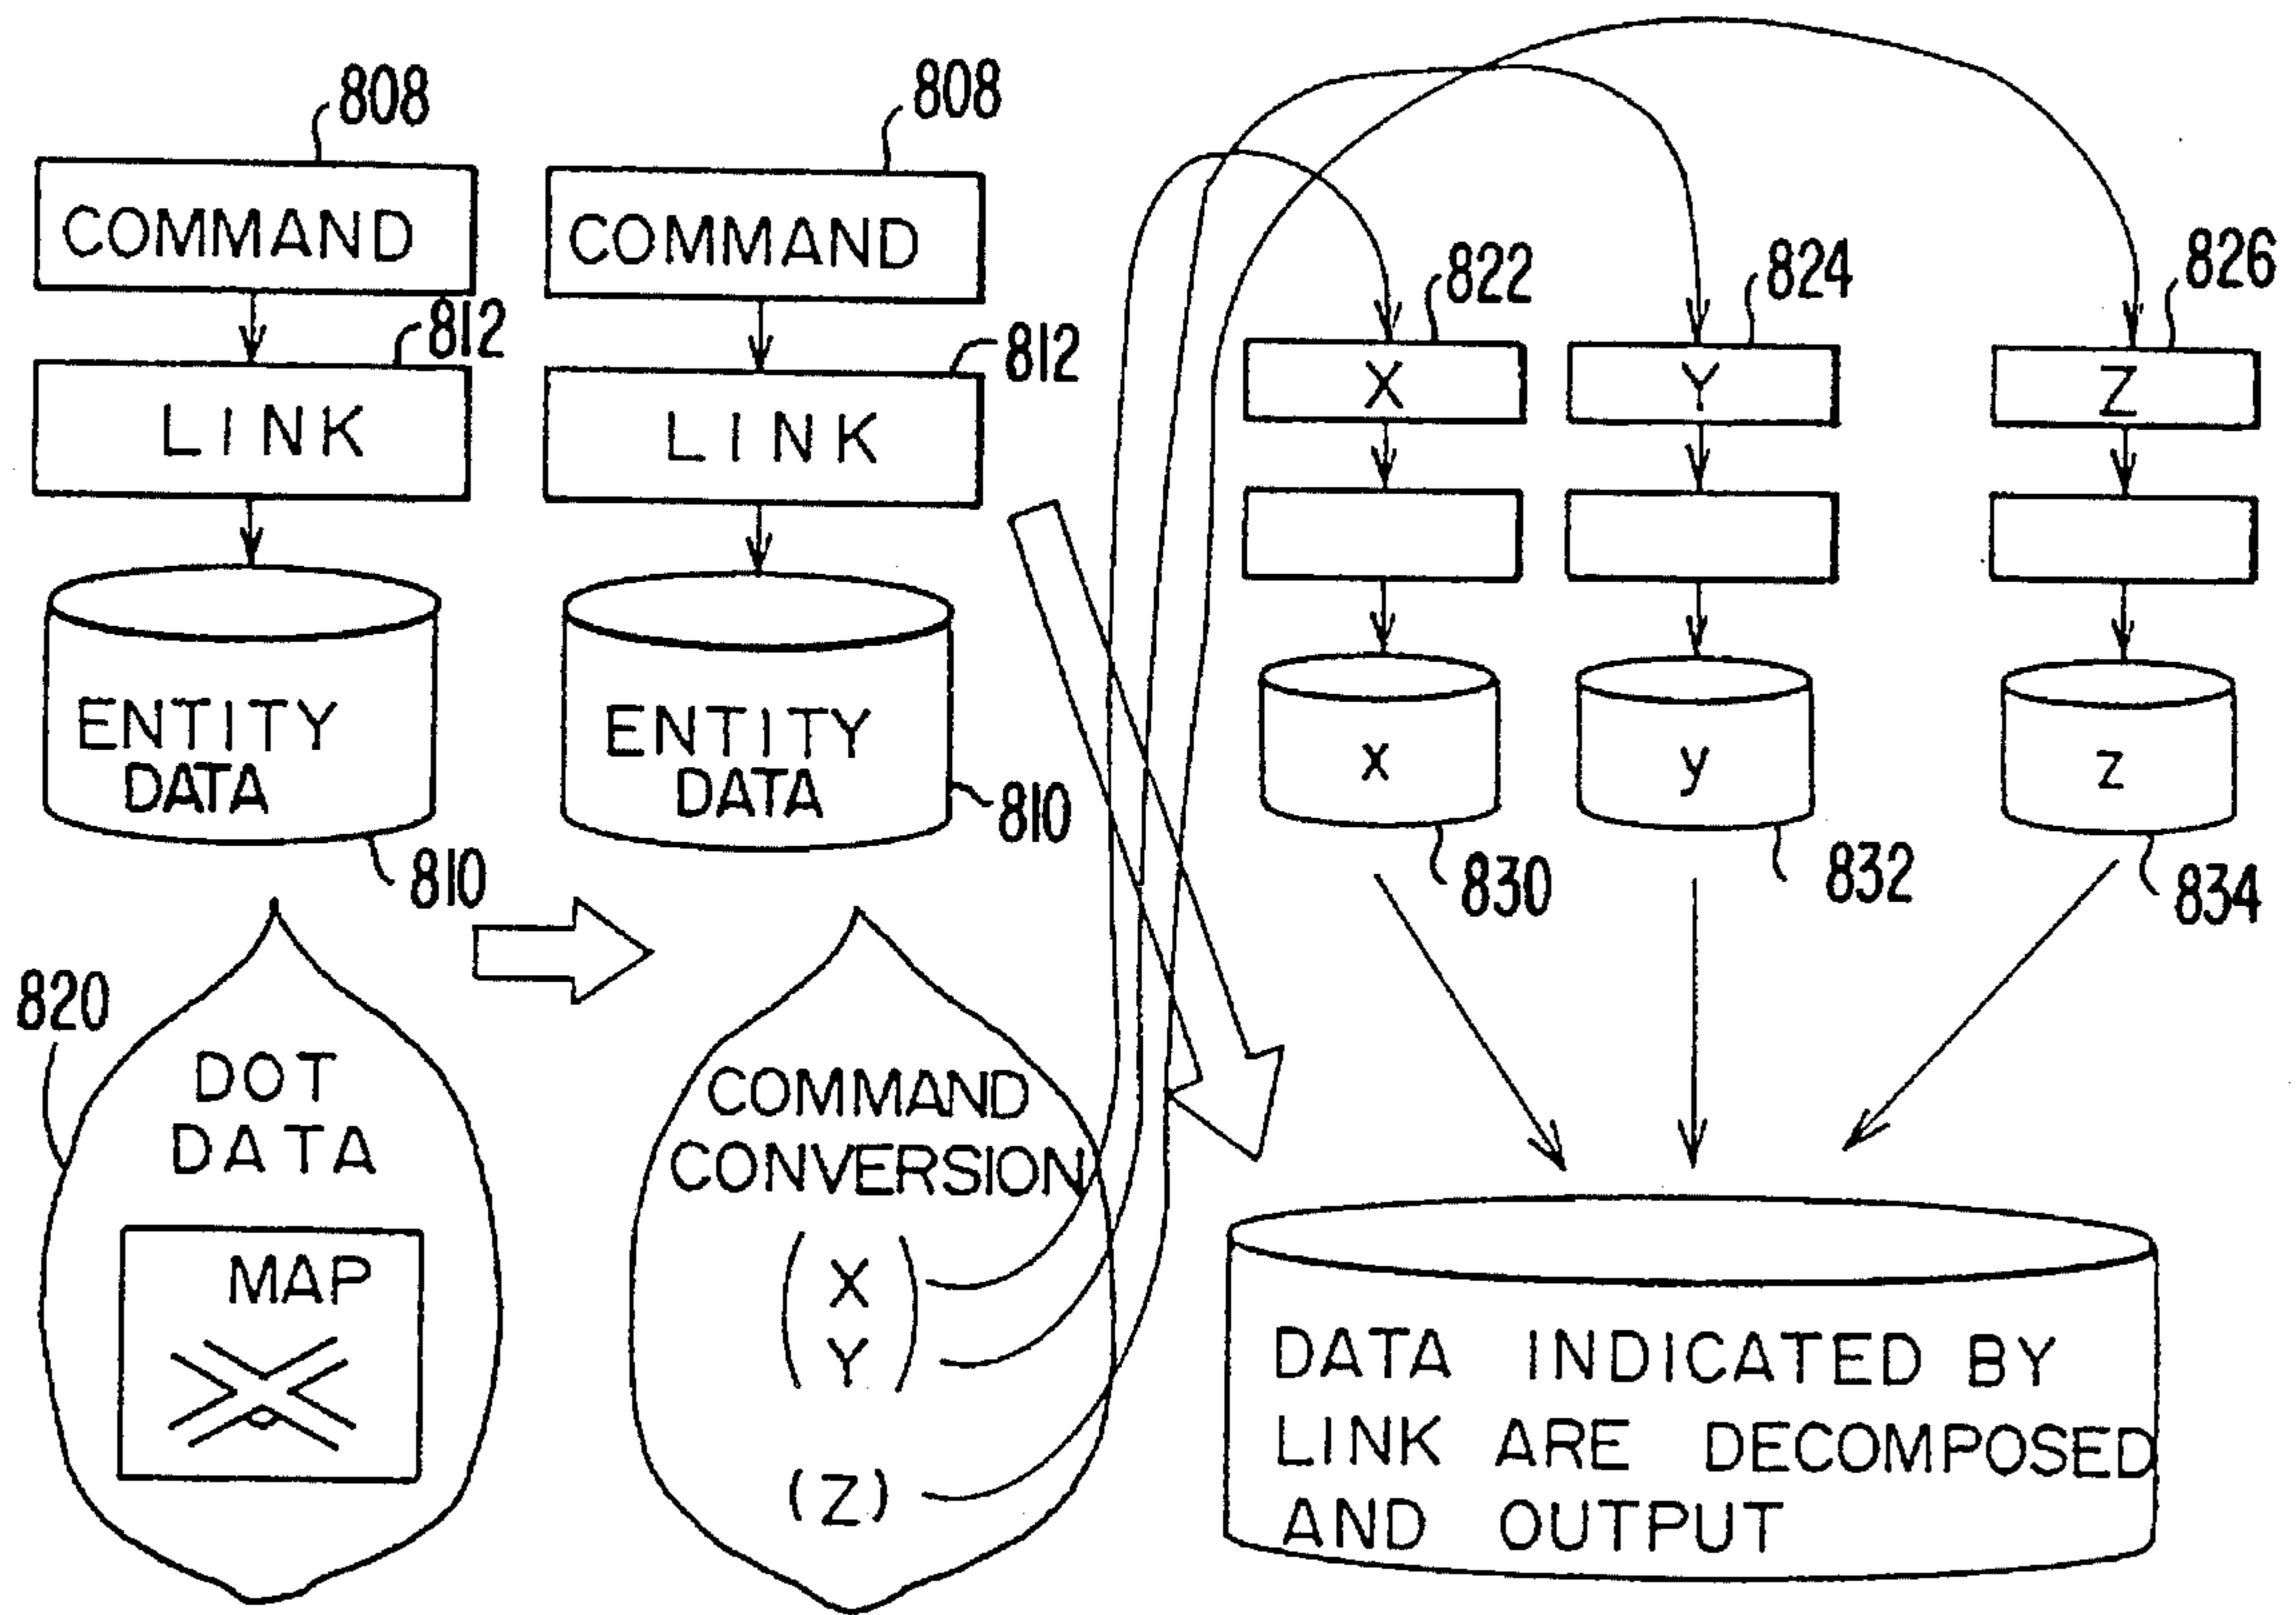 808
COMMAND
812
LINK
ENTITY
DATA
810
808
COMMAND
812
LINK
ENTITY
DATA
810
820
DOT
DATA
MAP
COMMAND
CONVERSION
(X
Y)
(Z)
822
X
824
Y
826
Z
x
830
y
832
z
834
DATA INDICATED BY
LINK ARE DECOMPOSED
AND OUTPUT